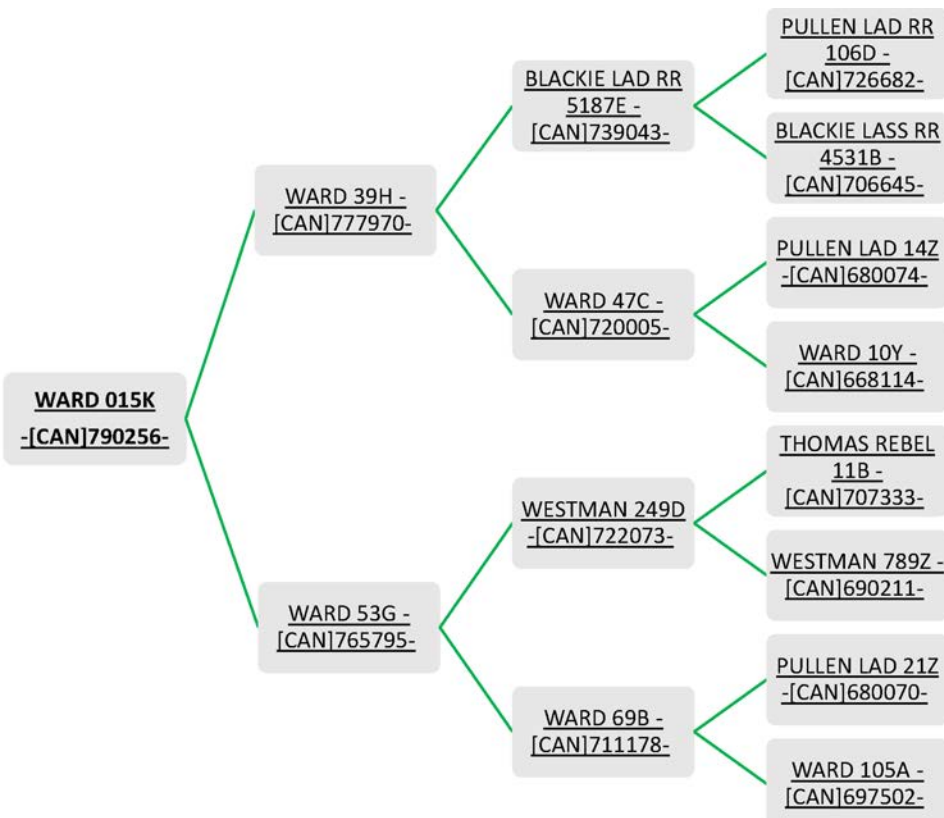 PULLEN LAD RR
106D -
[CAN]726682-
BLACKIE LAD RR
5187E -
[CAN]739043-
BLACKIE LASS RR
4531B -
[CAN]706645-
WARD 39H -
[CAN]777970-
PULLEN LAD 14Z
-[CAN]680074-
WARD 47C -
[CAN]720005-
WARD 10Y -
[CAN]668114-
WARD 015K
-[CAN]790256-
THOMAS REBEL
11B -
[CAN]707333-
WESTMAN 249D
-[CAN]722073-
WESTMAN 789Z -
[CAN]690211-
WARD 53G -
[CAN]765795-
PULLEN LAD 21Z
-[CAN]680070-
WARD 69B -
[CAN]711178-
WARD 105A -
[CAN]697502-